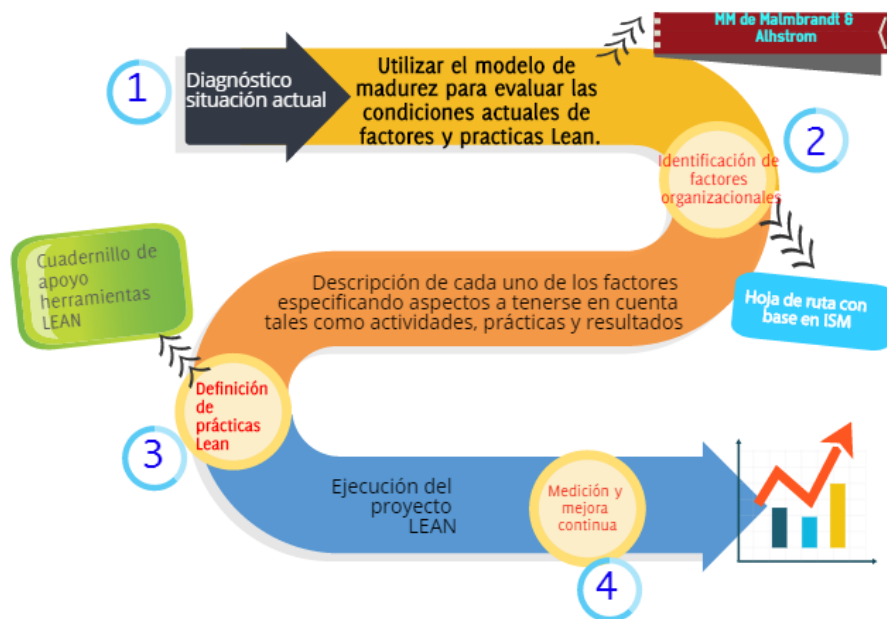 MM de Malmbrandt &
Alhstrom
1
Diagnóstico
situación actual
Utilizar el modelo de
madurez para evaluar las
condiciones actuales de
factores y practicas Lean.
2
Identificación de
factores
organizacionales
Cuadernillo de
apoyo
herramientas
LEAN
Descripción de cada uno de los factores
especificando aspectos a tenerse en cuenta
tales como actividades, prácticas y resultados
Hoja de ruta con
base en ISM
Definición
de
prácticas
Lean
3
Ejecución del
proyecto
LEAN
Medición y
mejora
continua
4